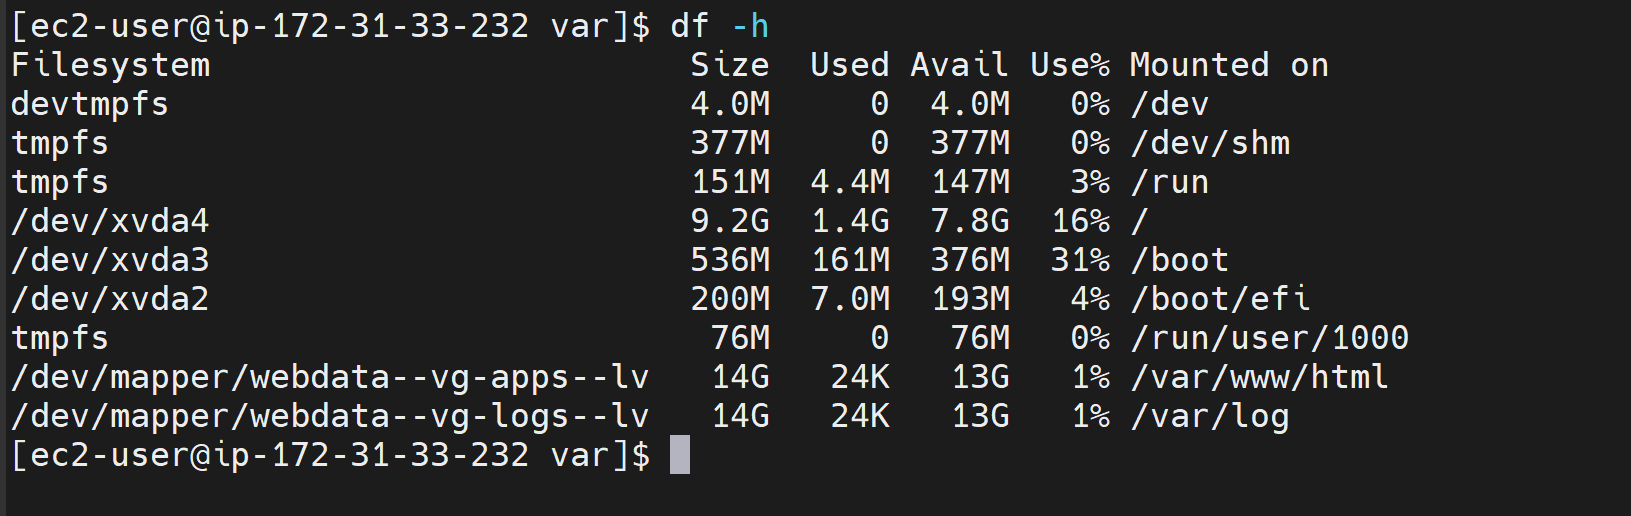 [ec2-user@ip-172-31-33-232 var]$ df -h
Filesystem                        Size  Used Avail Use% Mounted on
devtmpfs                          4.0M     0  4.0M   0% /dev
tmpfs                             377M     0  377M   0% /dev/shm
tmpfs                             151M  4.4M  147M   3% /run
/dev/xvda4                        9.2G  1.4G  7.8G  16% /
/dev/xvda3                        536M  161M  376M  31% /boot
/dev/xvda2                        200M  7.0M  193M   4% /boot/efi
tmpfs                              76M     0   76M   0% /run/user/1000
/dev/mapper/webdata--vg-apps--lv   14G   24K   13G   1% /var/www/html
/dev/mapper/webdata--vg-logs--lv   14G   24K   13G   1% /var/log
[ec2-user@ip-172-31-33-232 var]$